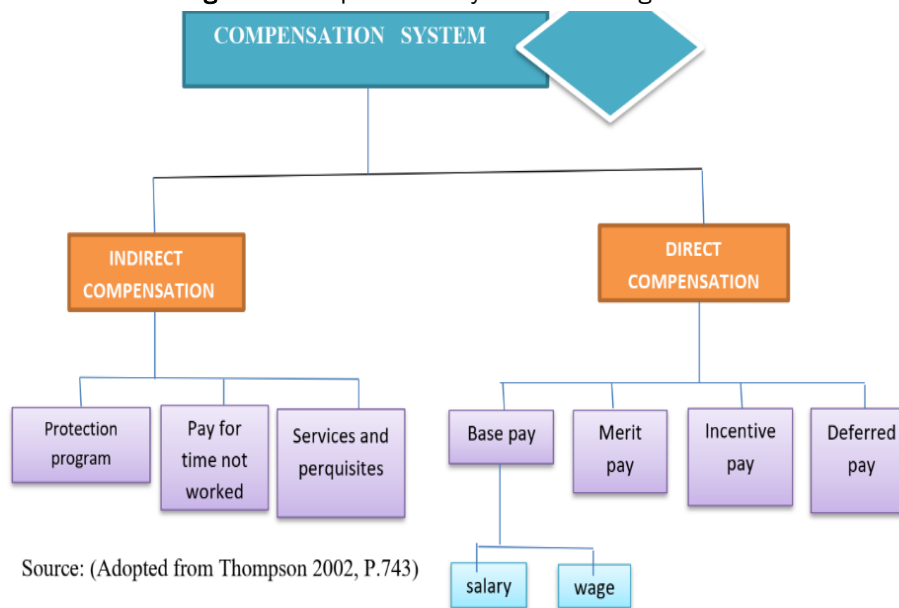 COMPENSATION SYSTEM
INDIRECT
COMPENSATION
DIRECT
COMPENSATION
Protection
program
Pay for
time not
worked
Services and
perquisites
Base pay
Merit
pay
Incentive
pay
Deferred
pay
salary
wage
Source: (Adopted from Thompson 2002, P.743)